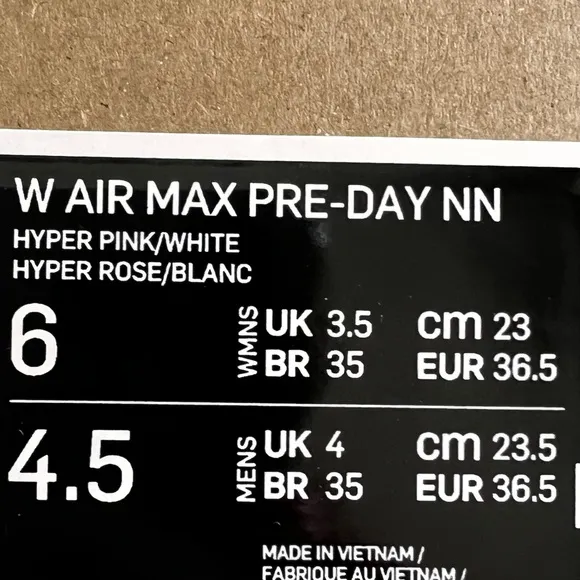 W AIR MAX PRE-DAY NN
HYPER PINK/WHITE
HYPER ROSE/BLANC
6 WMNS UK 3.5 cm 23
BR 35 EUR 36.5
4.5 MENS UK 4 cm 23.5
BR 35 EUR 36.5
MADE IN VIETNAM /
FABRIQUE AU VIETNAM /